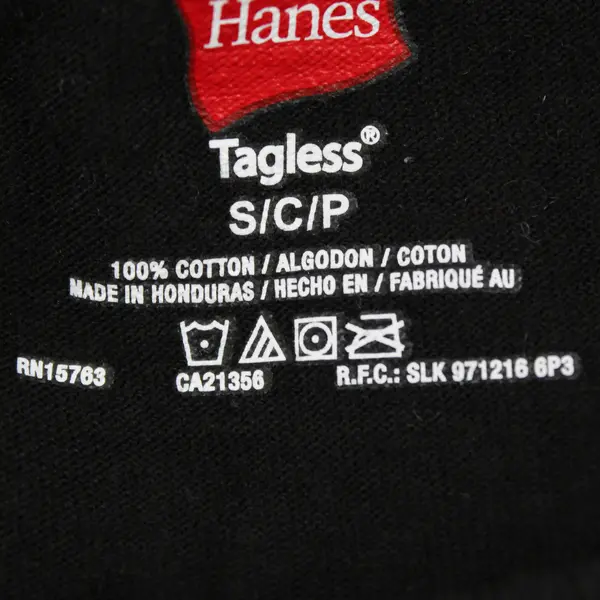 Hanes
Tagless®
S/C/P
100% COTTON / ALGODON / COTON
MADE IN HONDURAS / HECHO EN / FABRIQUÉ AU
RN15763
CA21356
R.F.C.: SLK 971216 6P3